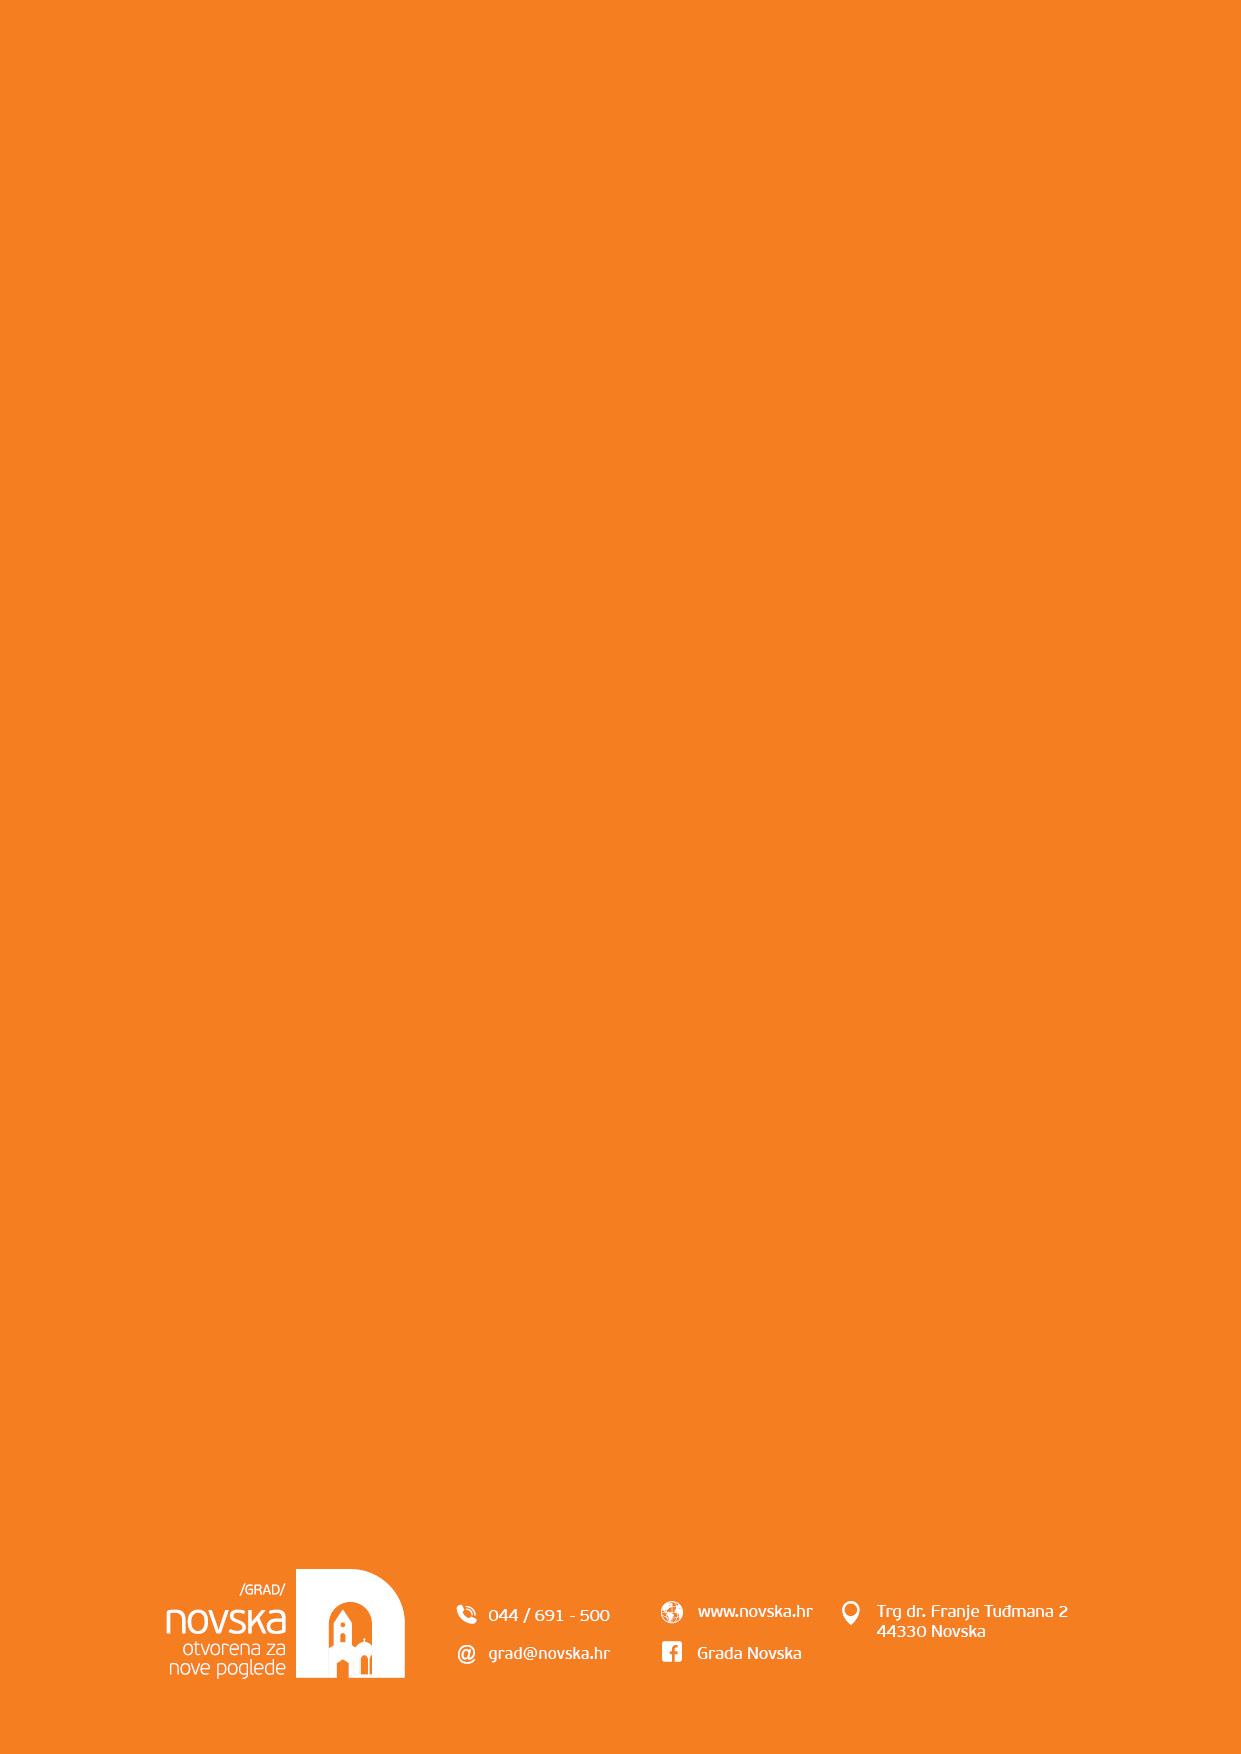 /GRAD/
novska
otvorena za
nove poglede
044 / 691 - 500
grad@novska.hr
www.novska.hr
Grada Novska
Trg dr. Franje Tuđmana 2
44330 Novska